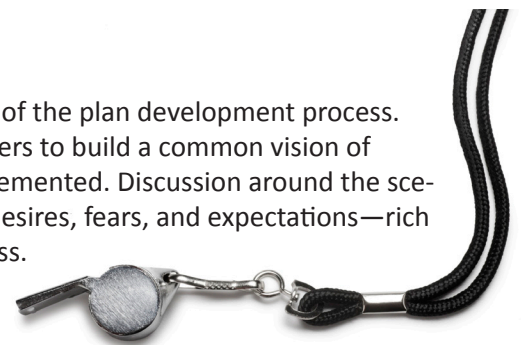 of the plan development process.
ers to build a common vision of
emented. Discussion around the sce-
esires, fears, and expectations—rich
ss.